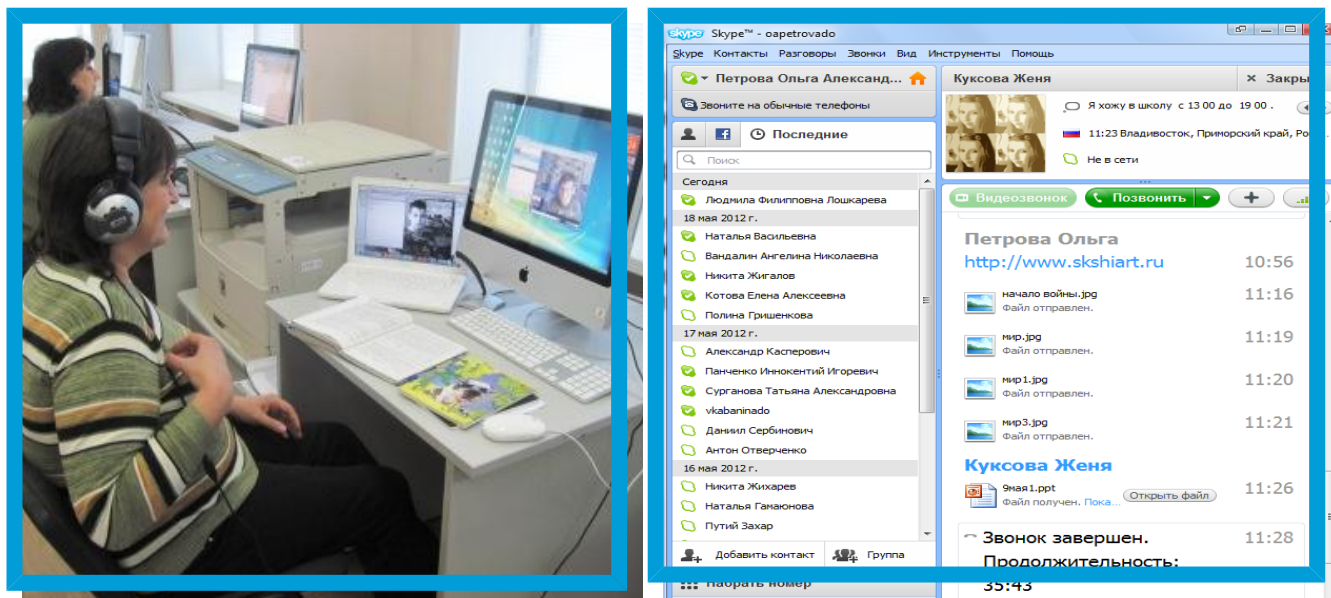 Skype™ - oapetrovado
Skype Контакты Разговоры Звонки Вид Инструменты Помощь
Петрова Ольга Александ...
Звоните на обычные телефоны
Последние
Поиск
Сегодня
Людмила Филипповна Лошкарева
18 мая 2012 г.
Наталья Васильевна
Вандалин Ангелина Николаевна
Никита Жигалов
Котова Елена Алексеевна
Полина Гришенкова
17 мая 2012 г.
Александр Касперович
Панченко Иннокентий Игоревич
Сурганова Татьяна Александровна
vkabaninado
Даниил Сербинович
Антон Отверченко
16 мая 2012 г.
Никита Жихарев
Наталья Гамаюнова
Путий Захар
Добавить контакт Группа
Набрать номер
Куксова Женя × Закры
Я хожу в школу с 13 00 до 19 00 .
11:23 Владивосток, Приморский край, Ро
Не в сети
Видеозвонок Позвонить
Петрова Ольга
http://www.skshiart.ru 10:56
начало войны.jpg 11:16
Файл отправлен.
мир.jpg 11:19
Файл отправлен.
мир1.jpg 11:20
Файл отправлен.
мир3.jpg 11:21
Файл отправлен.
Куксова Женя
9мая1.ppt 11:26
Файл получен. Пока... Открыть файл
Звонок завершен. 11:28
Продолжительность:
35:43